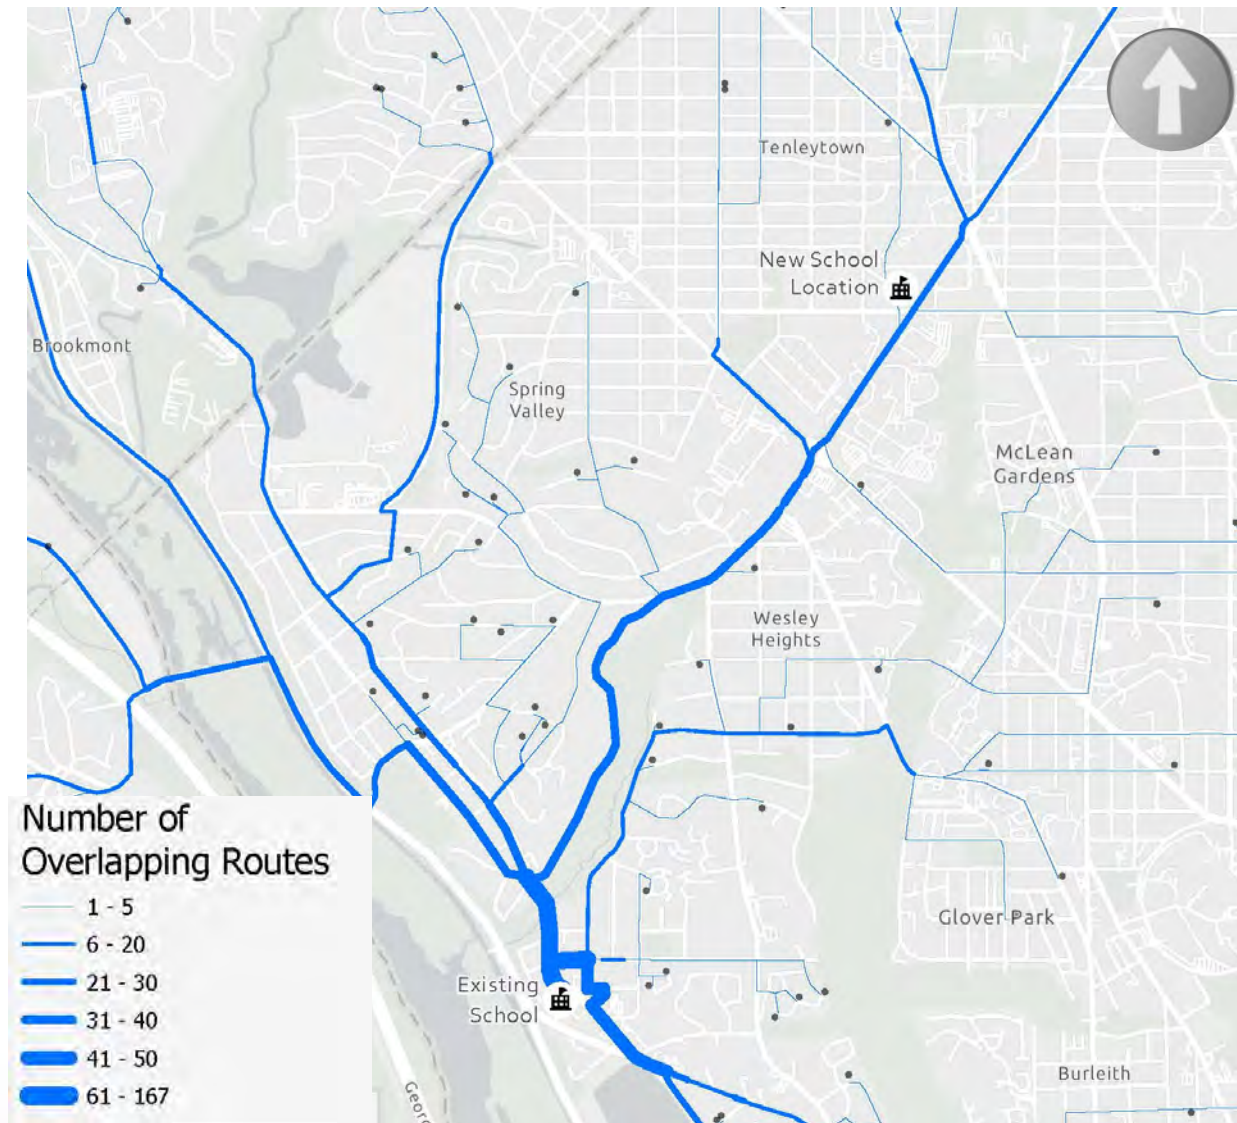 Tenleytown
New School
Location
Brookmont
Spring
Valley
McLean
Gardens
Wesley
Heights
Number of
Overlapping Routes
1 - 5
6 - 20
21 - 30
31 - 40
41 - 50
61 - 167
Glover Park
Existing
School
Burleith
Georg